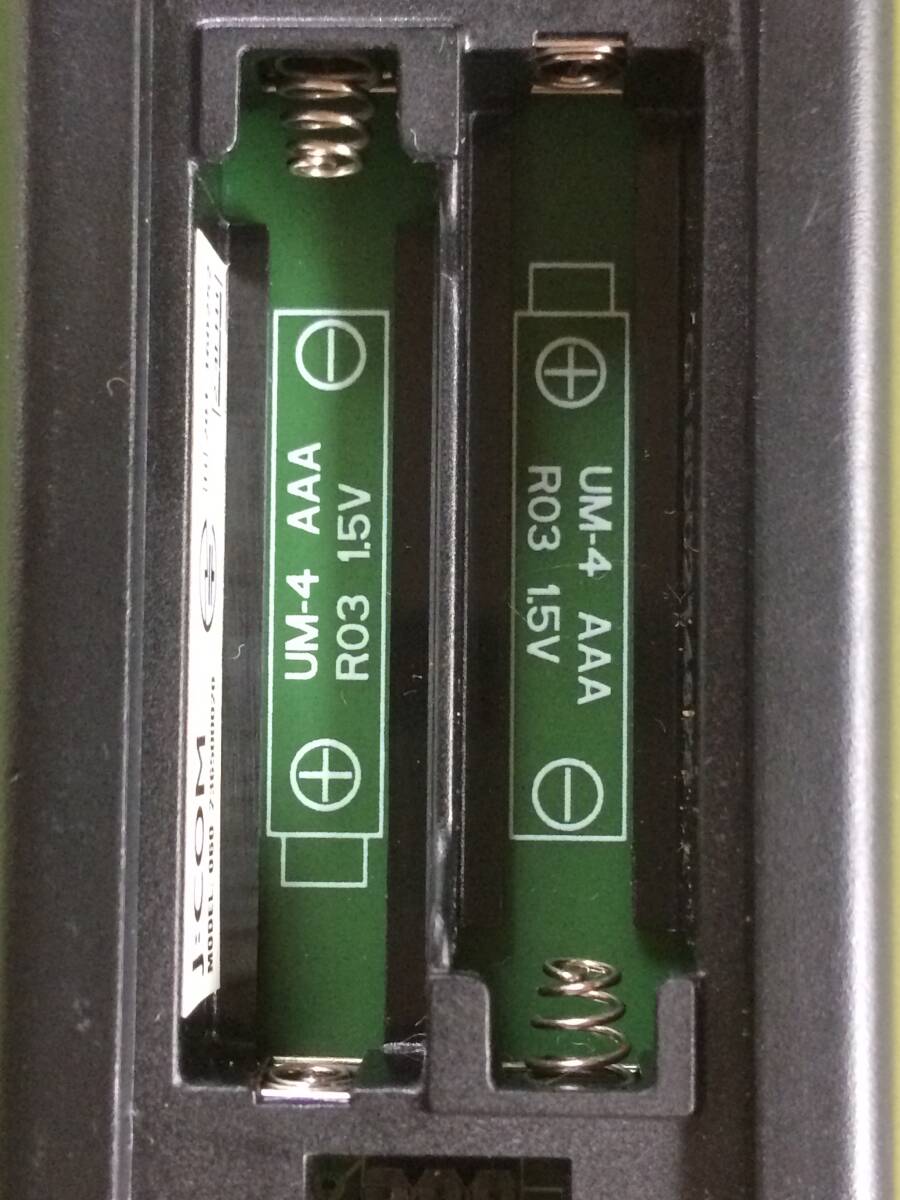 UM-4 AAA
R03 1.5V
UM-4 AAA
R03 1.5V
J:COM